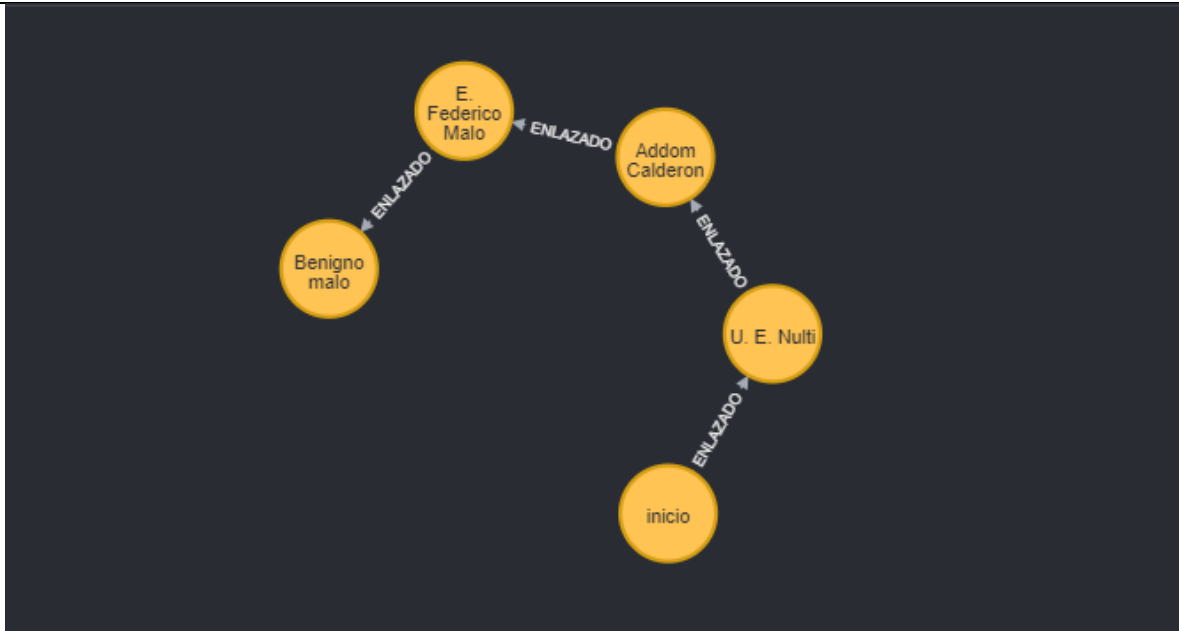 E.
Federico
Malo
ENLAZADO
Addom
Calderon
ENLAZADO
ENLAZADO
Benigno
malo
U. E. Nulti
ENLAZADO
inicio